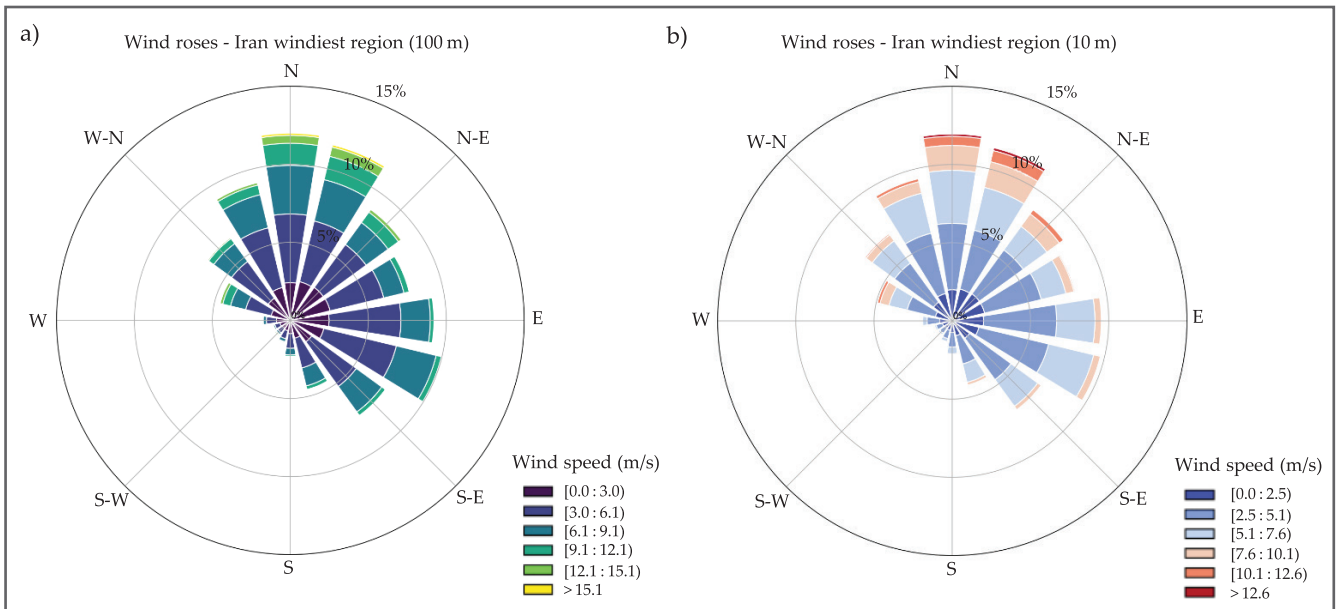 a)
Wind roses - Iran windiest region (100 m)
N
15%
W-N
N-E
10%
5%
W
0%
E
S-W
S-E
S
Wind speed (m/s)
[0.0 : 3.0)
[3.0 : 6.1)
[6.1 : 9.1)
[9.1 : 12.1)
[12.1 : 15.1)
> 15.1
b)
Wind roses - Iran windiest region (10 m)
N
15%
W-N
N-E
10%
5%
W
0%
E
S-W
S-E
S
Wind speed (m/s)
[0.0 : 2.5)
[2.5 : 5.1)
[5.1 : 7.6)
[7.6 : 10.1)
[10.1 : 12.6)
> 12.6